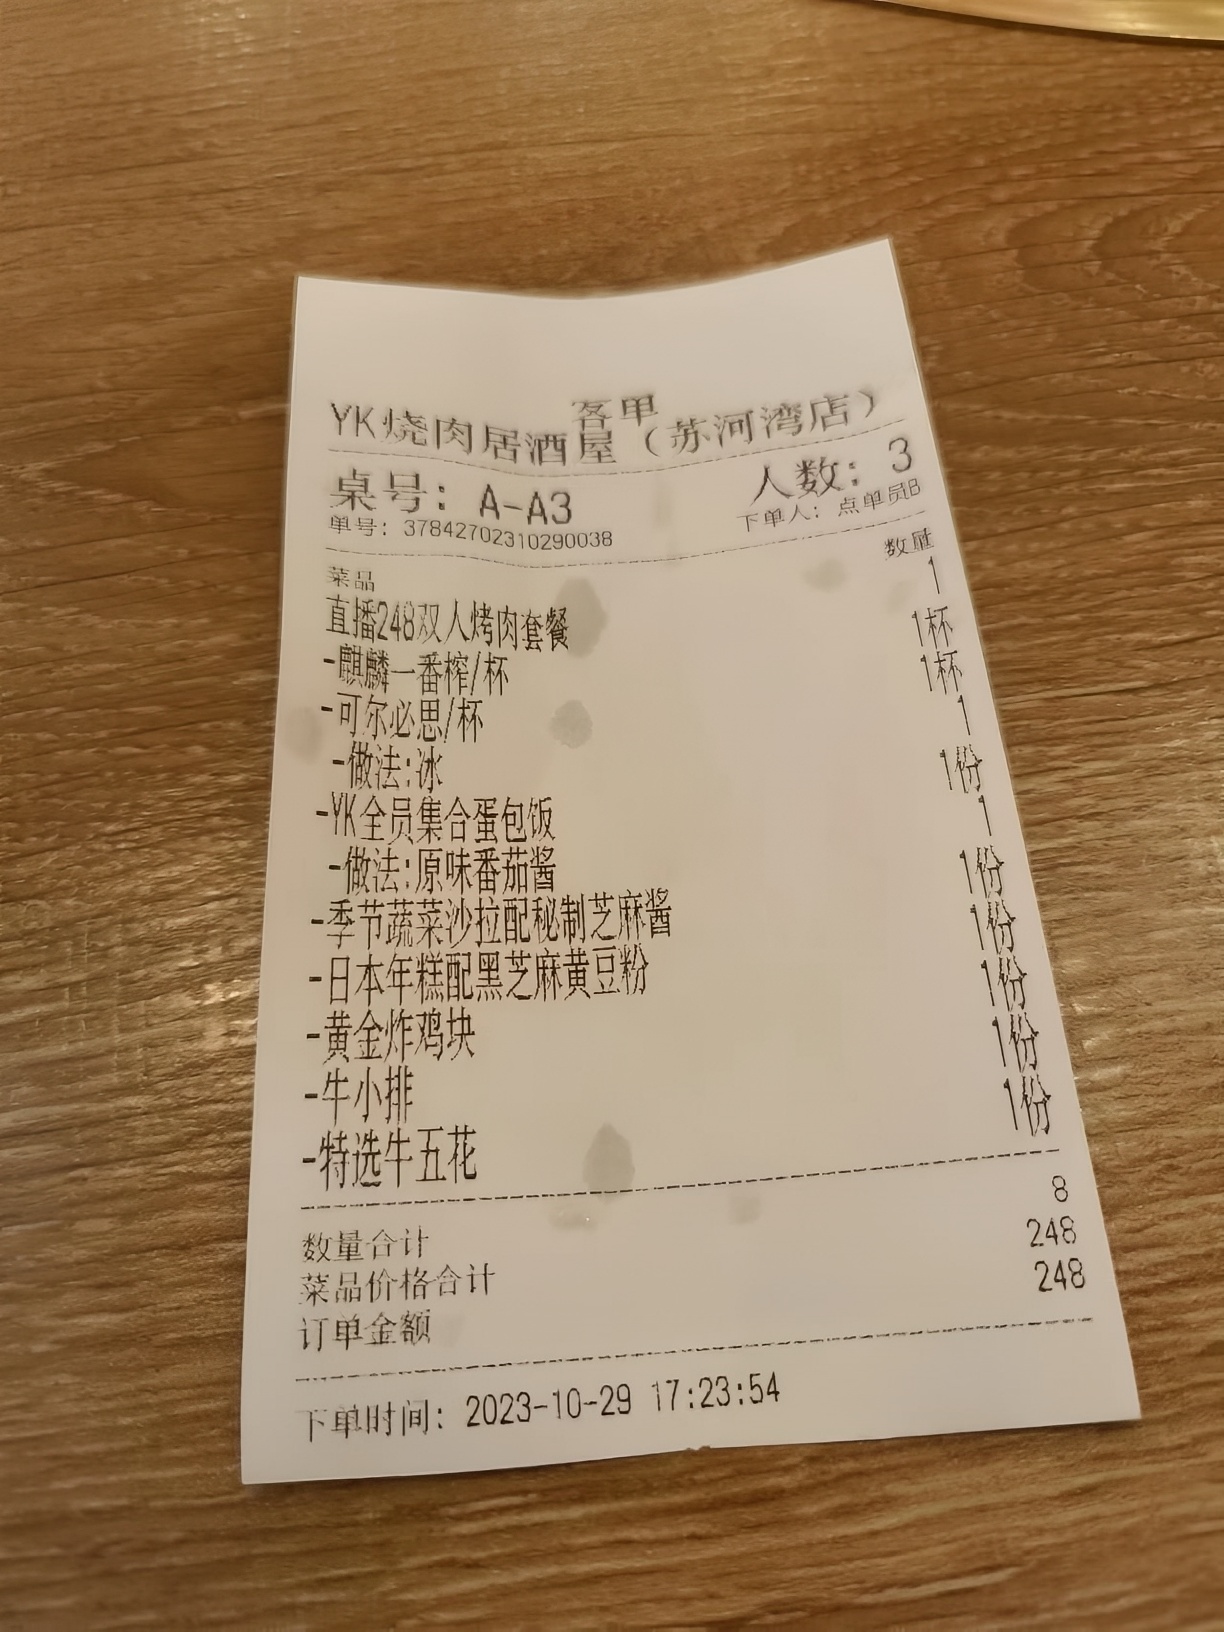 客单
YK烧肉居酒屋（苏河湾店）
桌号：A-A3 人数：3
单号：37842702310290038 下单人：点单员B
菜品 数量
直播248双人烤肉套餐 1
-麒麟一番榨/杯 1杯
-可尔必思/杯 1杯
-做法:冰 1
-YK全员集合蛋包饭 1份
-做法:原味番茄酱 1
-季节蔬菜沙拉配秘制芝麻酱 1份
-日本年糕配黑芝麻黄豆粉 1份
-黄金炸鸡块 1份
-牛小排 1份
-特选牛五花 1份
数量合计 8
菜品价格合计 248
订单金额 248
下单时间：2023-10-29 17:23:54